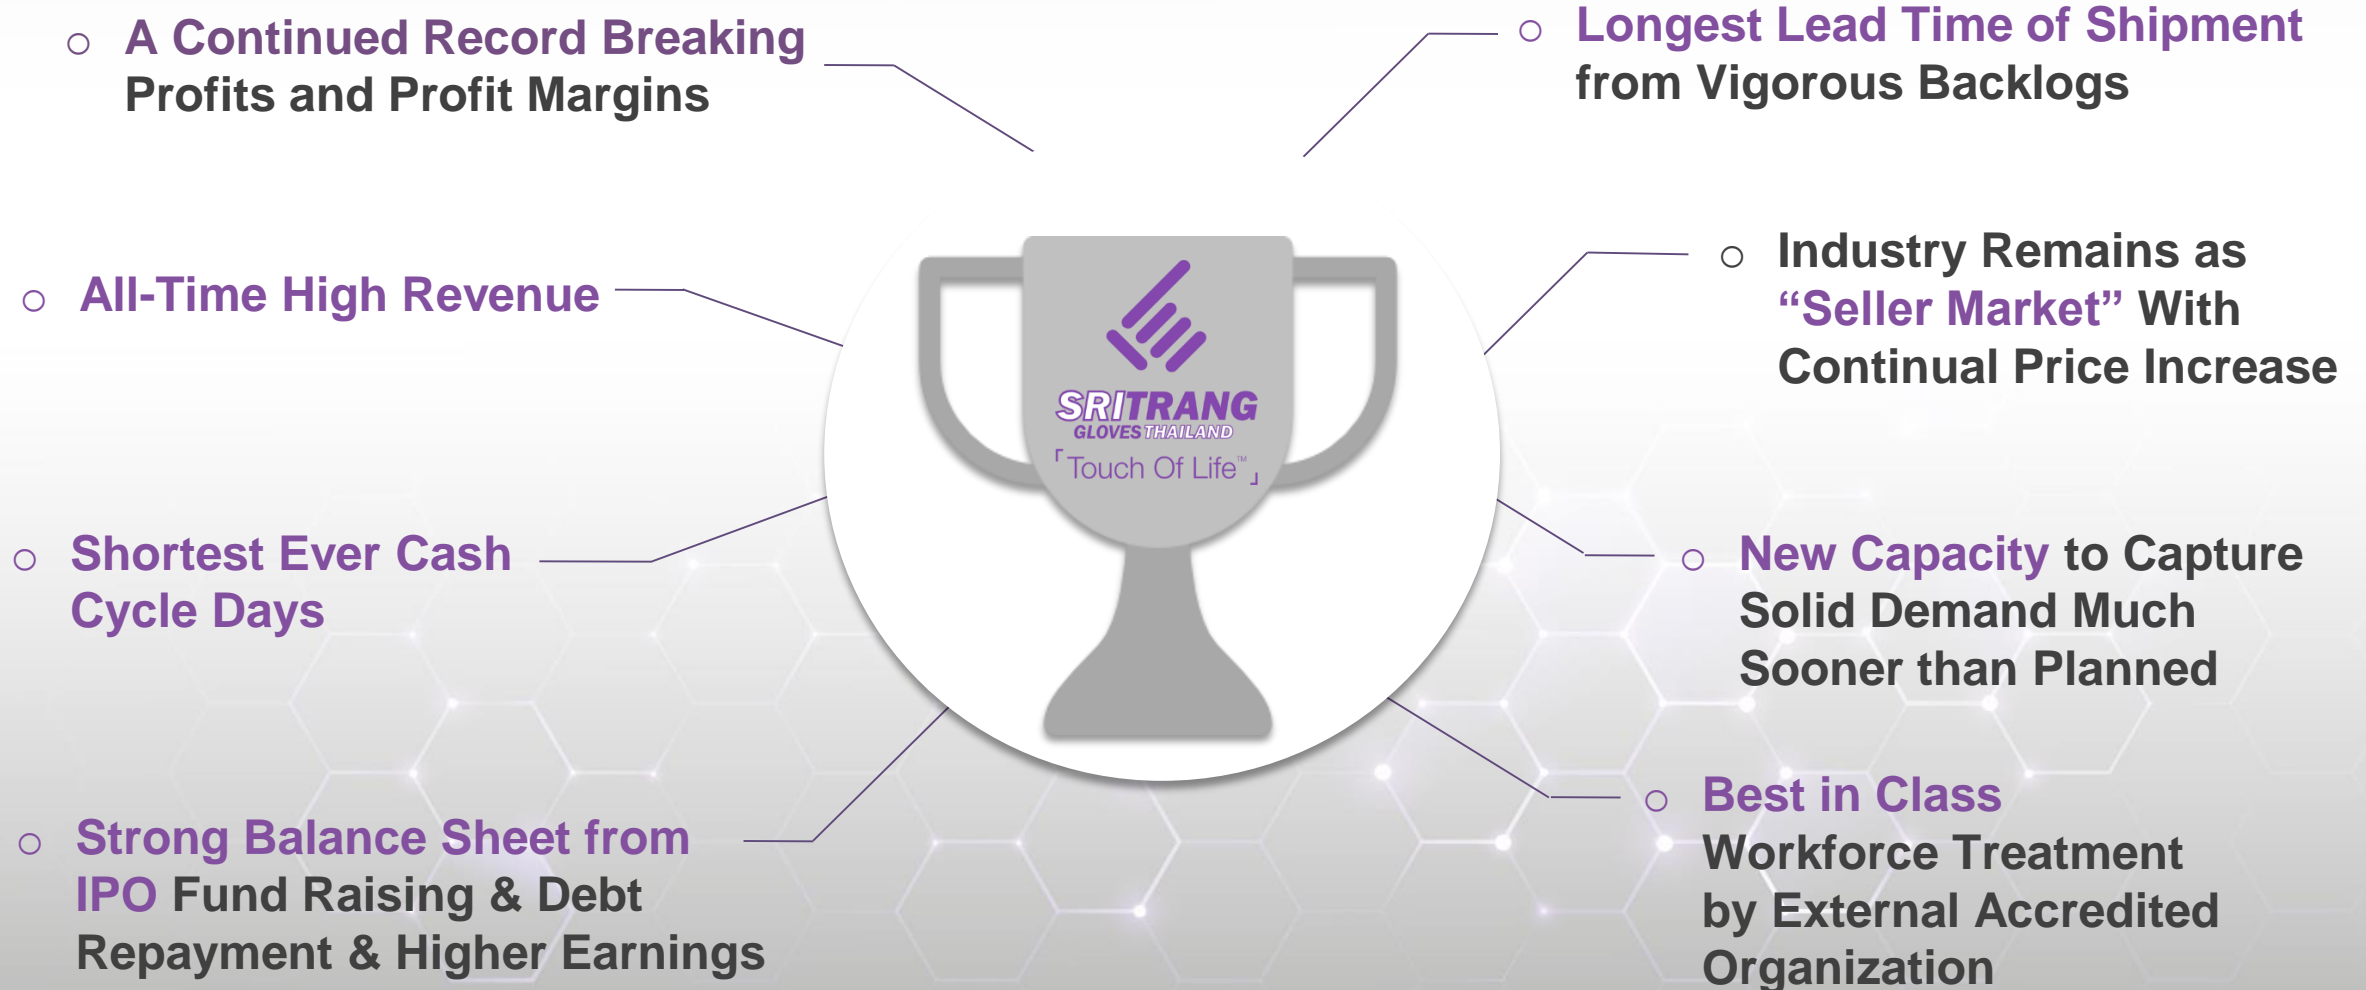 A Continued Record Breaking
Profits and Profit Margins
All-Time High Revenue
Shortest Ever Cash
Cycle Days
Strong Balance Sheet from
IPO Fund Raising & Debt
Repayment & Higher Earnings
SRITRANG
GLOVES THAILAND
「Touch Of Life™」
Longest Lead Time of Shipment
from Vigorous Backlogs
Industry Remains as
“Seller Market” With
Continual Price Increase
New Capacity to Capture
Solid Demand Much
Sooner than Planned
Best in Class
Workforce Treatment
by External Accredited
Organization